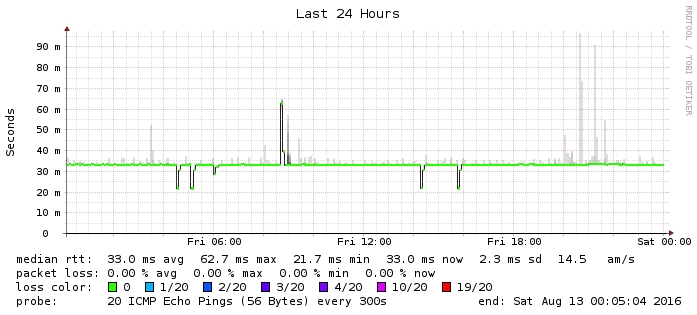 Last 24 Hours
RRDTOOL / TOBI OETIKER
Seconds
90 m
80 m
70 m
60 m
50 m
40 m
30 m
20 m
10 m
0
Fri 06:00 Fri 12:00 Fri 18:00 Sat 00:00
median rtt: 33.0 ms avg 62.7 ms max 21.7 ms min 33.0 ms now 2.3 ms sd 14.5 am/s
packet loss: 0.00 % avg 0.00 % max 0.00 % min 0.00 % now
loss color: 0 1/20 2/20 3/20 4/20 10/20 19/20
probe: 20 ICMP Echo Pings (56 Bytes) every 300s end: Sat Aug 13 00:05:04 2016